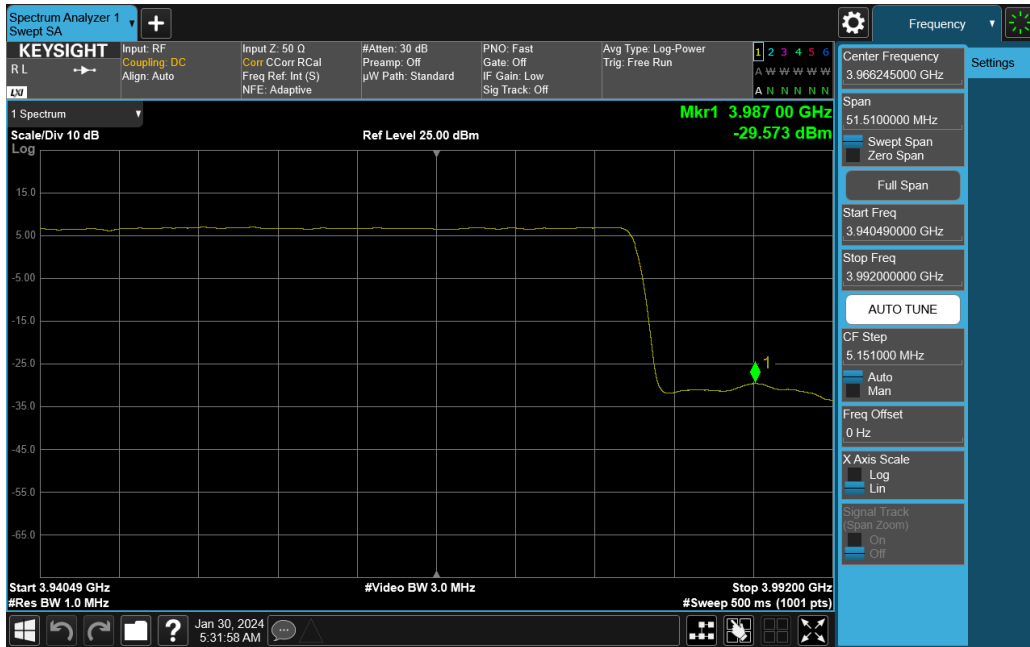 Spectrum Analyzer 1
Swept SA
Frequency
KEYSIGHT
R L
LXI
Input: RF
Coupling: DC
Align: Auto
Input Z: 50 Ω
Corr CCorr RCal
Freq Ref: Int (S)
NFE: Adaptive
#Atten: 30 dB
Preamp: Off
µW Path: Standard
PNO: Fast
Gate: Off
IF Gain: Low
Sig Track: Off
Avg Type: Log-Power
Trig: Free Run
1 2 3 4 5 6
A W W W W W
A N N N N N
1 Spectrum
Scale/Div 10 dB
Log
Ref Level 25.00 dBm
Mkr1 3.987 00 GHz
-29.573 dBm
15.0
5.00
-5.00
-15.0
-25.0
-35.0
-45.0
-55.0
-65.0
1
Start 3.94049 GHz
#Res BW 1.0 MHz
#Video BW 3.0 MHz
Stop 3.99200 GHz
#Sweep 500 ms (1001 pts)
Jan 30, 2024
5:31:58 AM
Center Frequency
3.966245000 GHz
Settings
Span
51.5100000 MHz
Swept Span
Zero Span
Full Span
Start Freq
3.940490000 GHz
Stop Freq
3.992000000 GHz
AUTO TUNE
CF Step
5.151000 MHz
Auto
Man
Freq Offset
0 Hz
X Axis Scale
Log
Lin
Signal Track
(Span Zoom)
On
Off